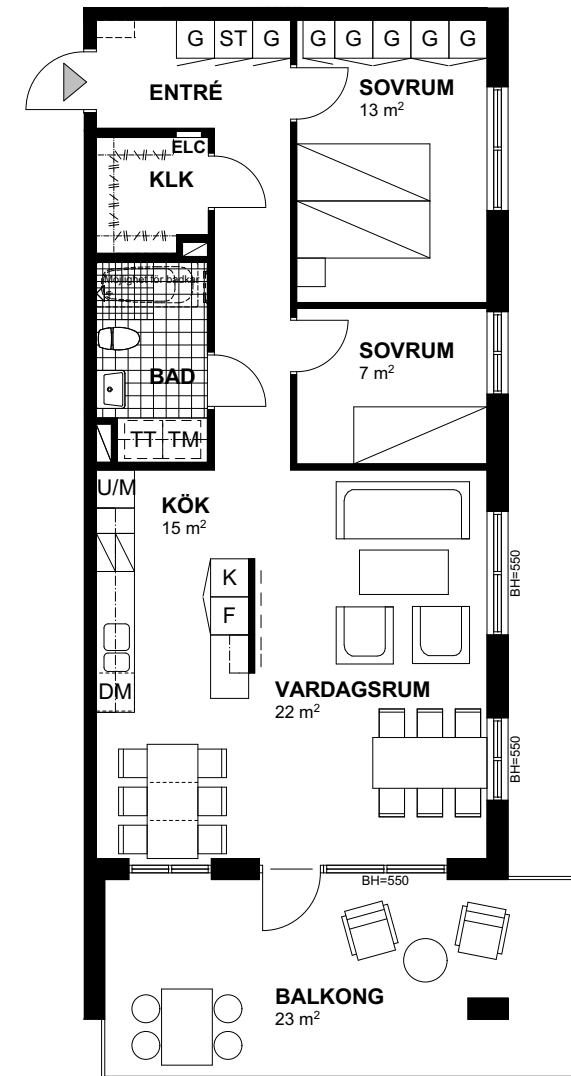 G ST G G G G G G
ENTRÉ
SOVRUM
13 m²
ELC
KLK
Möjlighet för badkar
SOVRUM
7 m²
BAD
TT TM
U/M
KÖK
15 m²
K
F
BH=550
DM
VARDAGSRUM
22 m²
BH=550
BH=550
BALKONG
23 m²